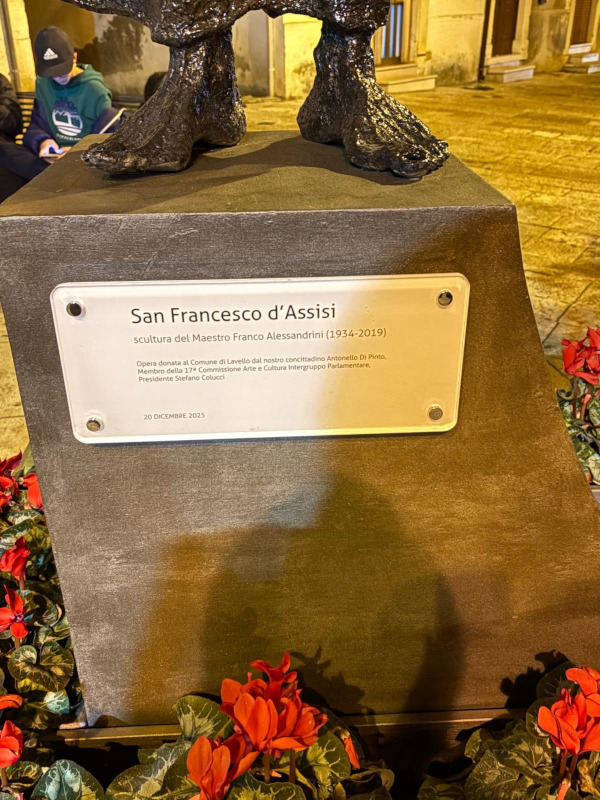 San Francesco d'Assisi
scultura del Maestro Franco Alessandrini (1934-2019)
Opera donata al Comune di Lavello dal nostro concittadino Antonello Di Pinto,
Membro della 17ª Commissione Arte e Cultura Intergruppo Parlamentare,
Presidente Stefano Colucci
20 DICEMBRE 2025